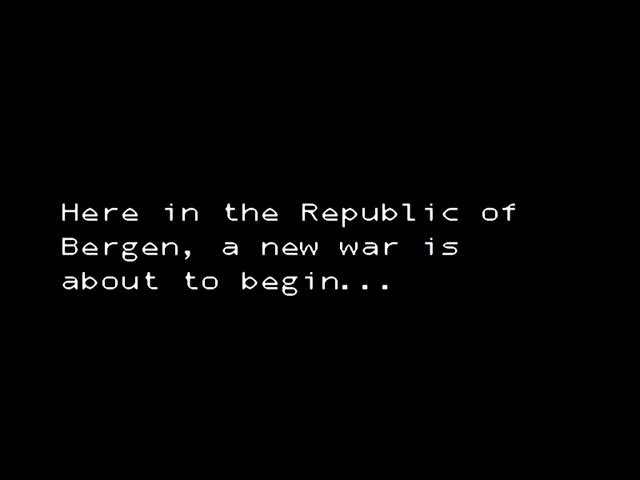 Here in the Republic of
Bergen, a new war is
about to begin...